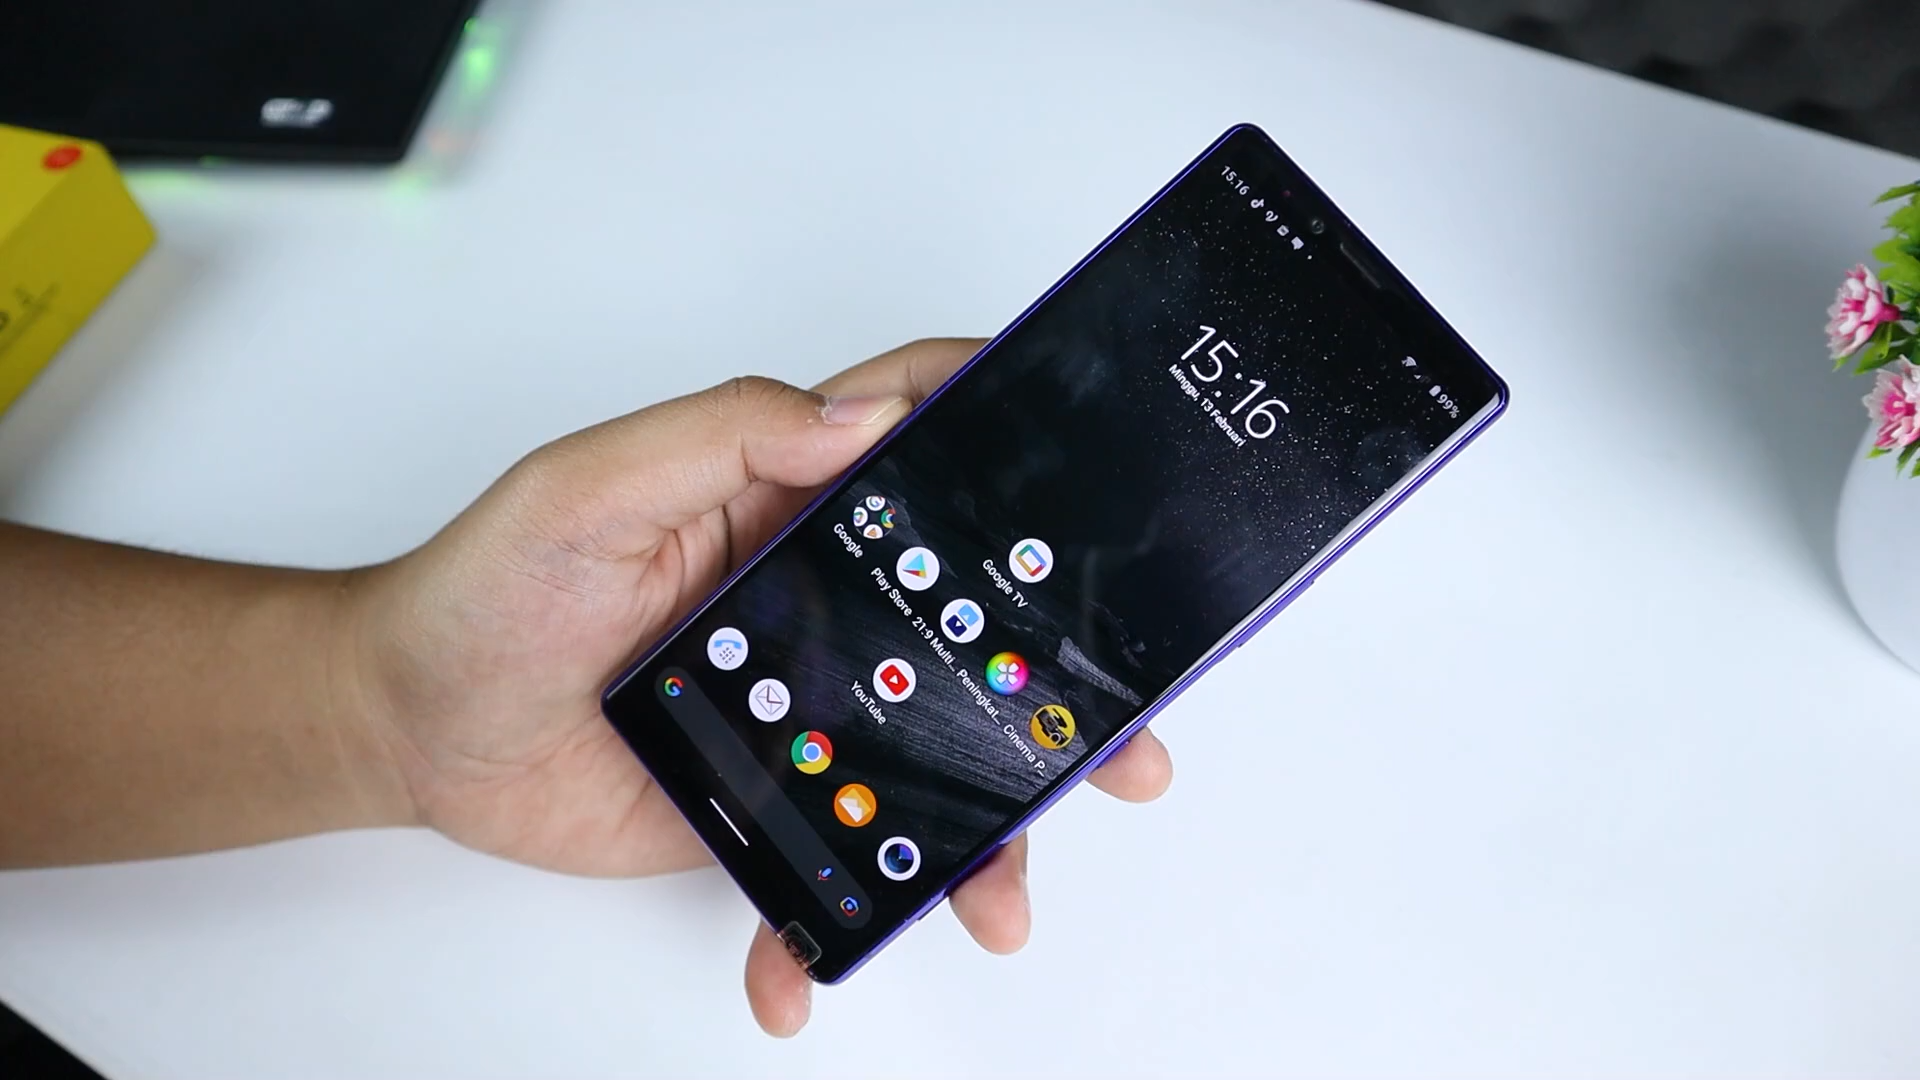 15.16
99%
15:16
Minggu, 13 Februari
Google
Play Store
21:9 Multi...
Peningkat...
Cinema P...
Google TV
YouTube